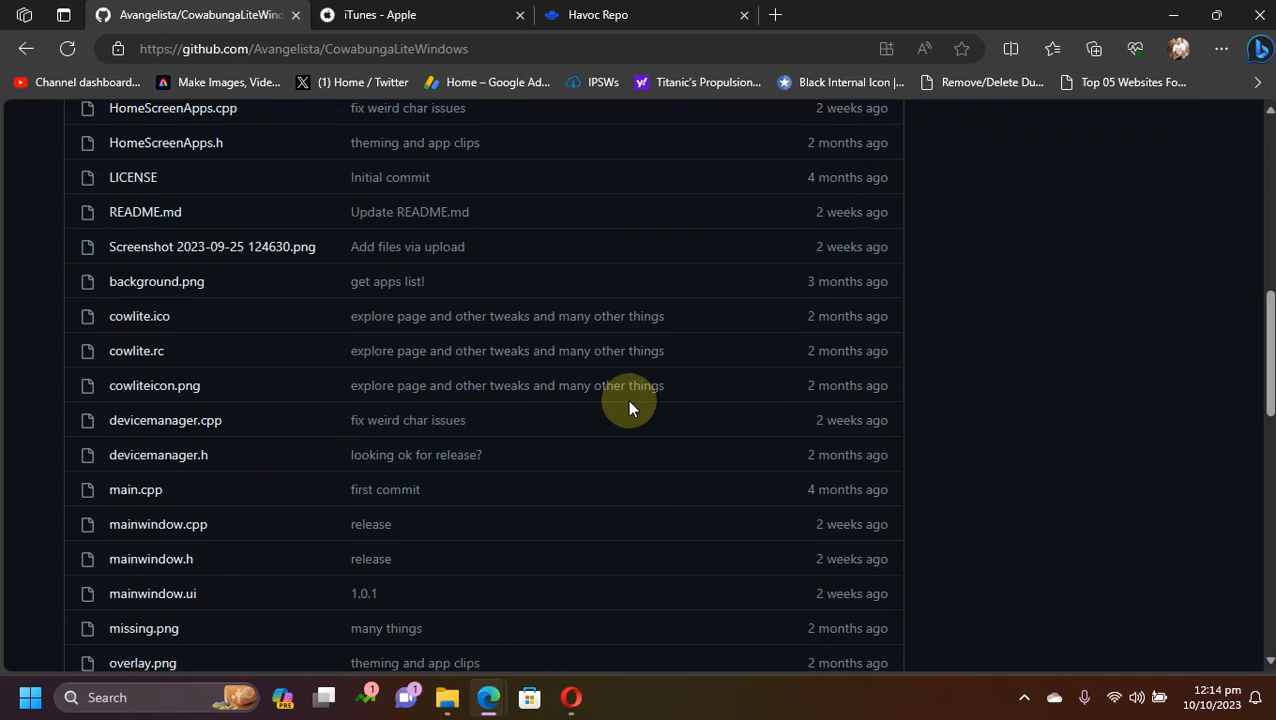 Avangelista/CowabungaLiteWind
iTunes - Apple
Havoc Repo
https://github.com/Avangelista/CowabungaLiteWindows
Channel dashboard...
Make Images, Vide...
(1) Home / Twitter
Home – Google Ad...
IPSWs
Titanic's Propulsion...
Black Internal Icon |...
Remove/Delete Du...
Top 05 Websites Fo...
HomeScreenApps.cpp fix weird char issues 2 weeks ago
HomeScreenApps.h theming and app clips 2 months ago
LICENSE Initial commit 4 months ago
README.md Update README.md 2 weeks ago
Screenshot 2023-09-25 124630.png Add files via upload 2 weeks ago
background.png get apps list! 3 months ago
cowlite.ico explore page and other tweaks and many other things 2 months ago
cowlite.rc explore page and other tweaks and many other things 2 months ago
cowliteicon.png explore page and other tweaks and many other things 2 months ago
devicemanager.cpp fix weird char issues 2 weeks ago
devicemanager.h looking ok for release? 2 months ago
main.cpp first commit 4 months ago
mainwindow.cpp release 2 weeks ago
mainwindow.h release 2 weeks ago
mainwindow.ui 1.0.1 2 weeks ago
missing.png many things 2 months ago
overlay.png theming and app clips 2 months ago
Search
PRE
1
1
12:14 pm
10/10/2023